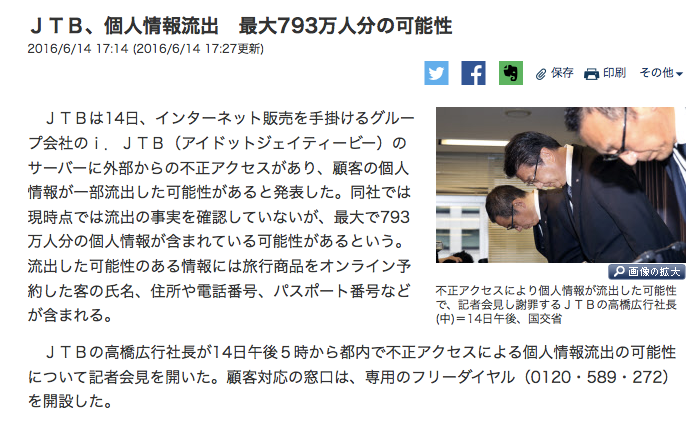 ＪＴＢ、個人情報流出　最大793万人分の可能性
2016/6/14 17:14 (2016/6/14 17:27更新)
保存 印刷 その他
ＪＴＢは14日、インターネット販売を手掛けるグルー
プ会社のｉ．ＪＴＢ（アイドットジェイティービー）の
サーバーに外部からの不正アクセスがあり、顧客の個人
情報が一部流出した可能性があると発表した。同社では
現時点では流出の事実を確認していないが、最大で793
万人分の個人情報が含まれている可能性があるという。
流出した可能性のある情報には旅行商品をオンライン予
約した客の氏名、住所や電話番号、パスポート番号など
が含まれる。
画像の拡大
不正アクセスにより個人情報が流出した可能性
で、記者会見し謝罪するＪＴＢの高橋広行社長
(中)＝14日午後、国交省
ＪＴＢの高橋広行社長が14日午後５時から都内で不正アクセスによる個人情報流出の可能性
について記者会見を開いた。顧客対応の窓口は、専用のフリーダイヤル（0120・589・272）
を開設した。